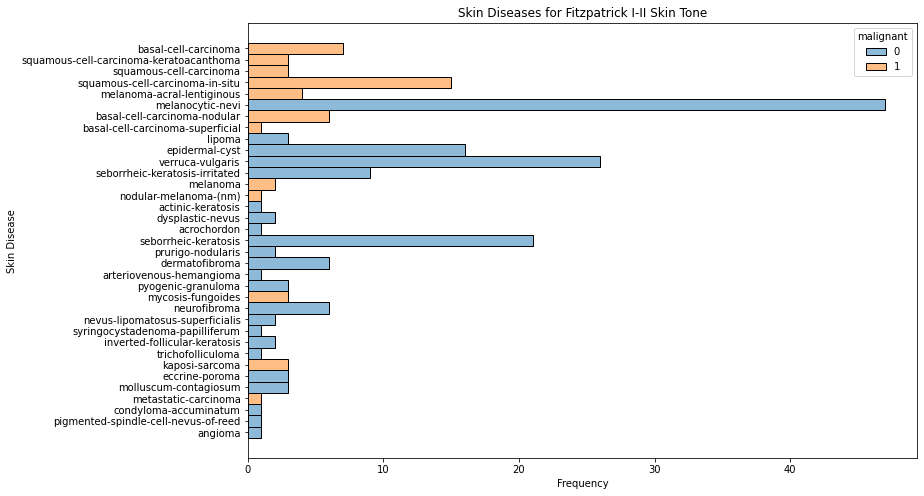 Skin Diseases for Fitzpatrick I-II Skin Tone
malignant
0
1
basal-cell-carcinoma
squamous-cell-carcinoma-keratoacanthoma
squamous-cell-carcinoma
squamous-cell-carcinoma-in-situ
melanoma-acral-lentiginous
melanocytic-nevi
basal-cell-carcinoma-nodular
basal-cell-carcinoma-superficial
lipoma
epidermal-cyst
verruca-vulgaris
seborrheic-keratosis-irritated
melanoma
nodular-melanoma-(nm)
actinic-keratosis
dysplastic-nevus
acrochordon
seborrheic-keratosis
prurigo-nodularis
dermatofibroma
arteriovenous-hemangioma
pyogenic-granuloma
mycosis-fungoides
neurofibroma
nevus-lipomatosus-superficialis
syringocystadenoma-papilliferum
inverted-follicular-keratosis
trichofolliculoma
kaposi-sarcoma
eccrine-poroma
molluscum-contagiosum
metastatic-carcinoma
condyloma-accuminatum
pigmented-spindle-cell-nevus-of-reed
angioma
Skin Disease
0 10 20 30 40
Frequency